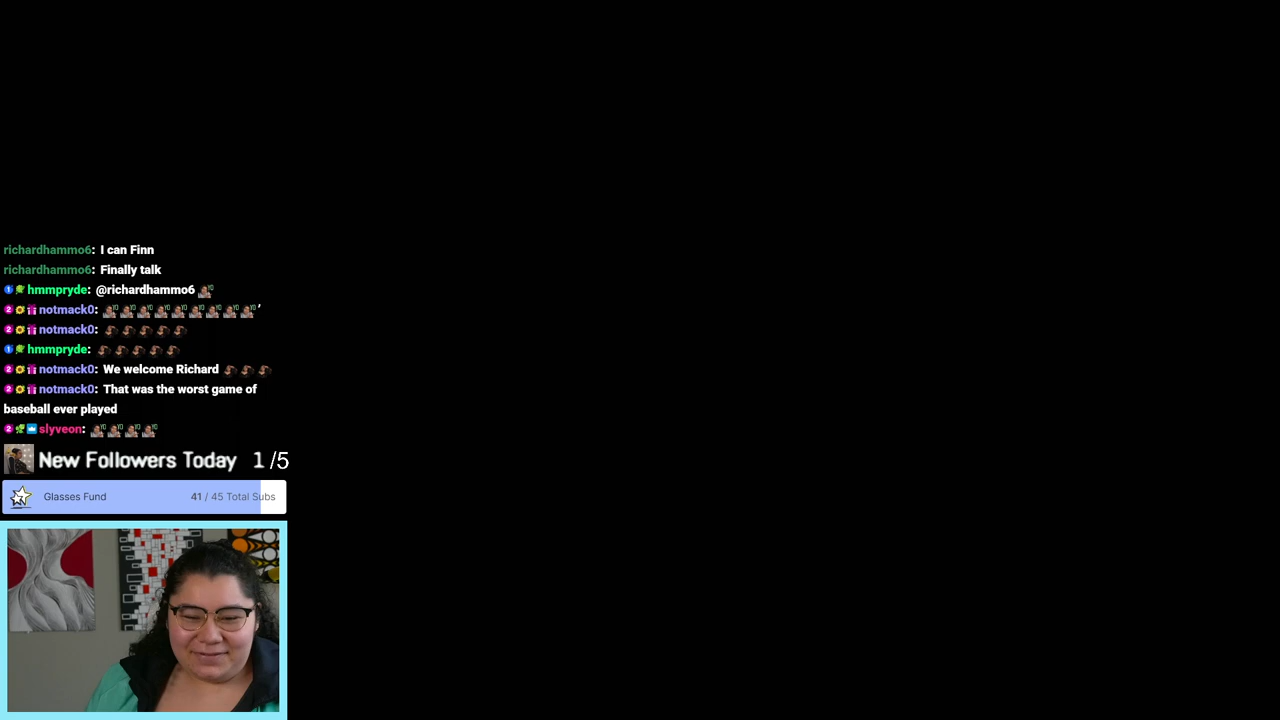 richardhammo6: I can Finn
richardhammo6: Finally talk
hmmpryde: @richardhammo6
notmack0: ‎'
notmack0:
hmmpryde:
notmack0: We welcome Richard
notmack0: That was the worst game of
baseball ever played
slyveon:
New Followers Today 1 /5
Glasses Fund 41 / 45 Total Subs